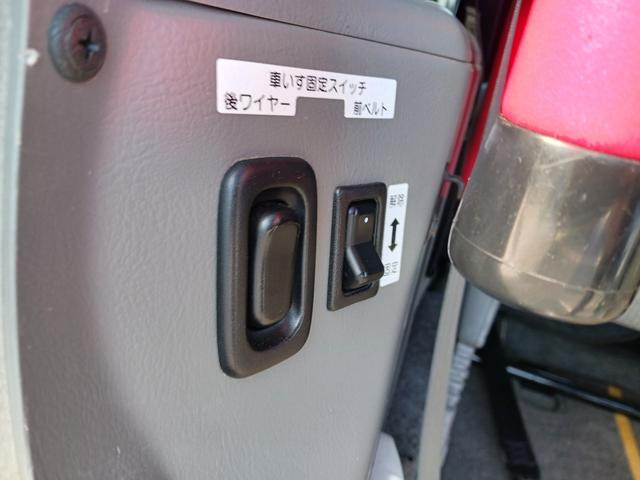 車いす固定スイッチ
後ワイヤー
前ベルト